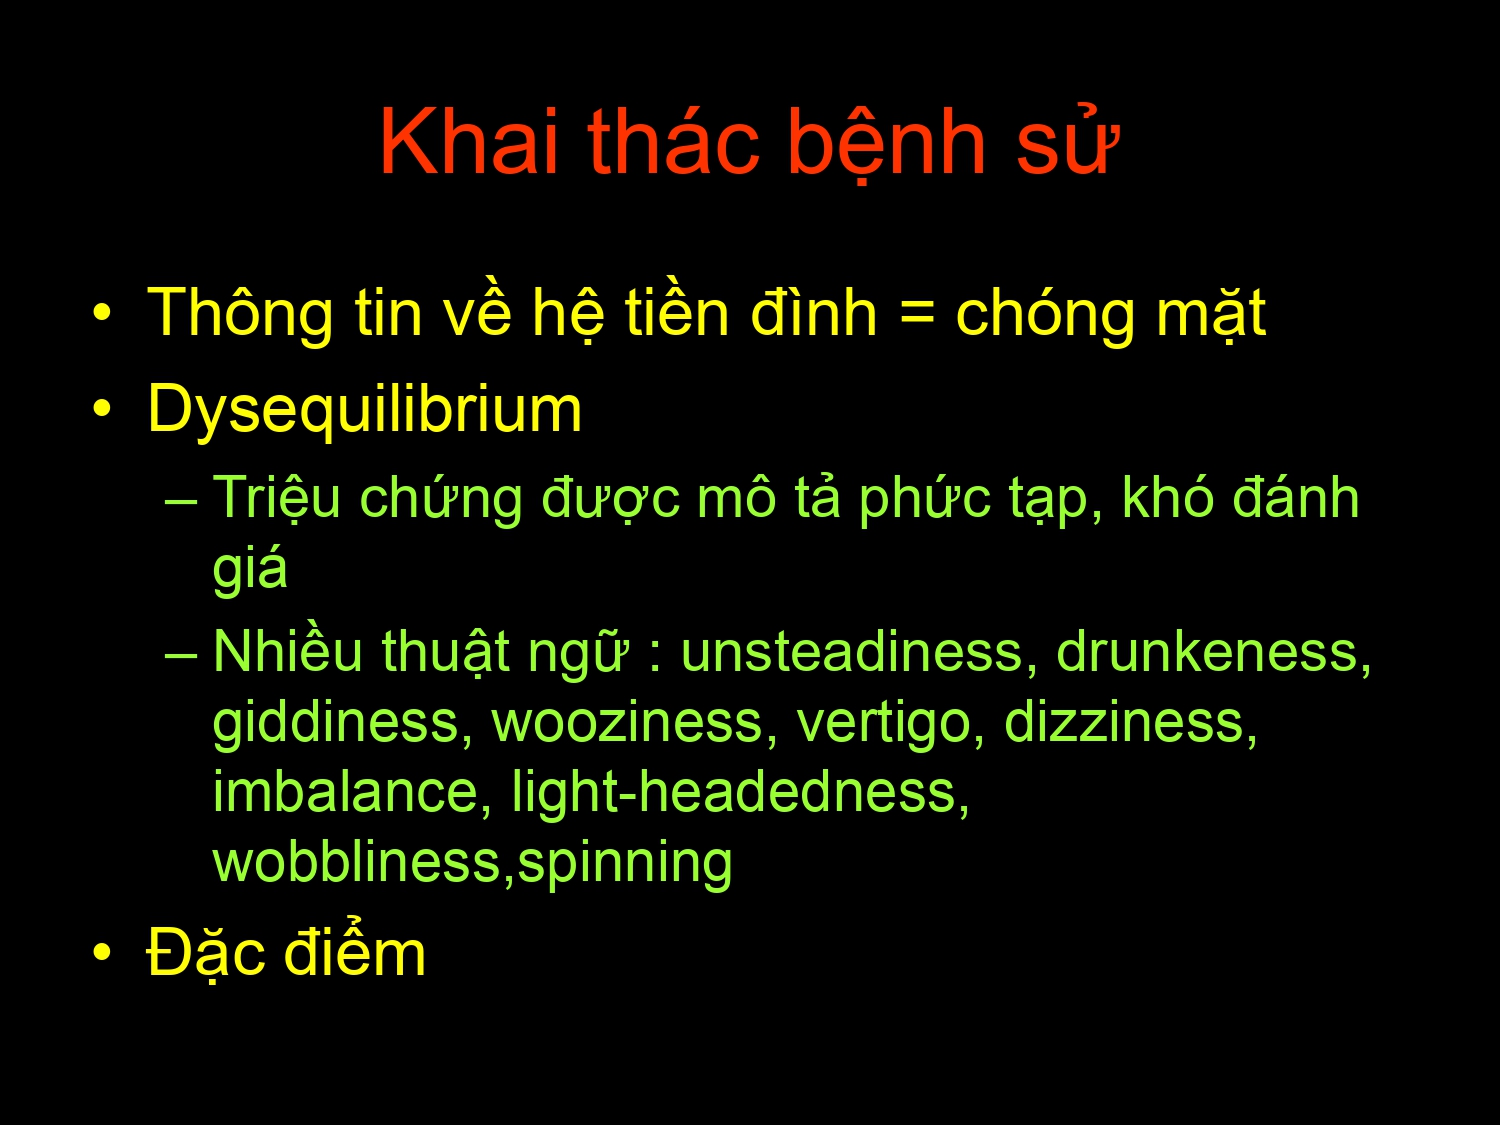 Khai thác bệnh sử
• Thông tin về hệ tiền đình = chóng mặt
• Dysequilibrium
– Triệu chứng được mô tả phức tạp, khó đánh
giá
– Nhiều thuật ngữ : unsteadiness, drunkeness,
giddiness, wooziness, vertigo, dizziness,
imbalance, light-headedness,
wobbliness,spinning
• Đặc điểm